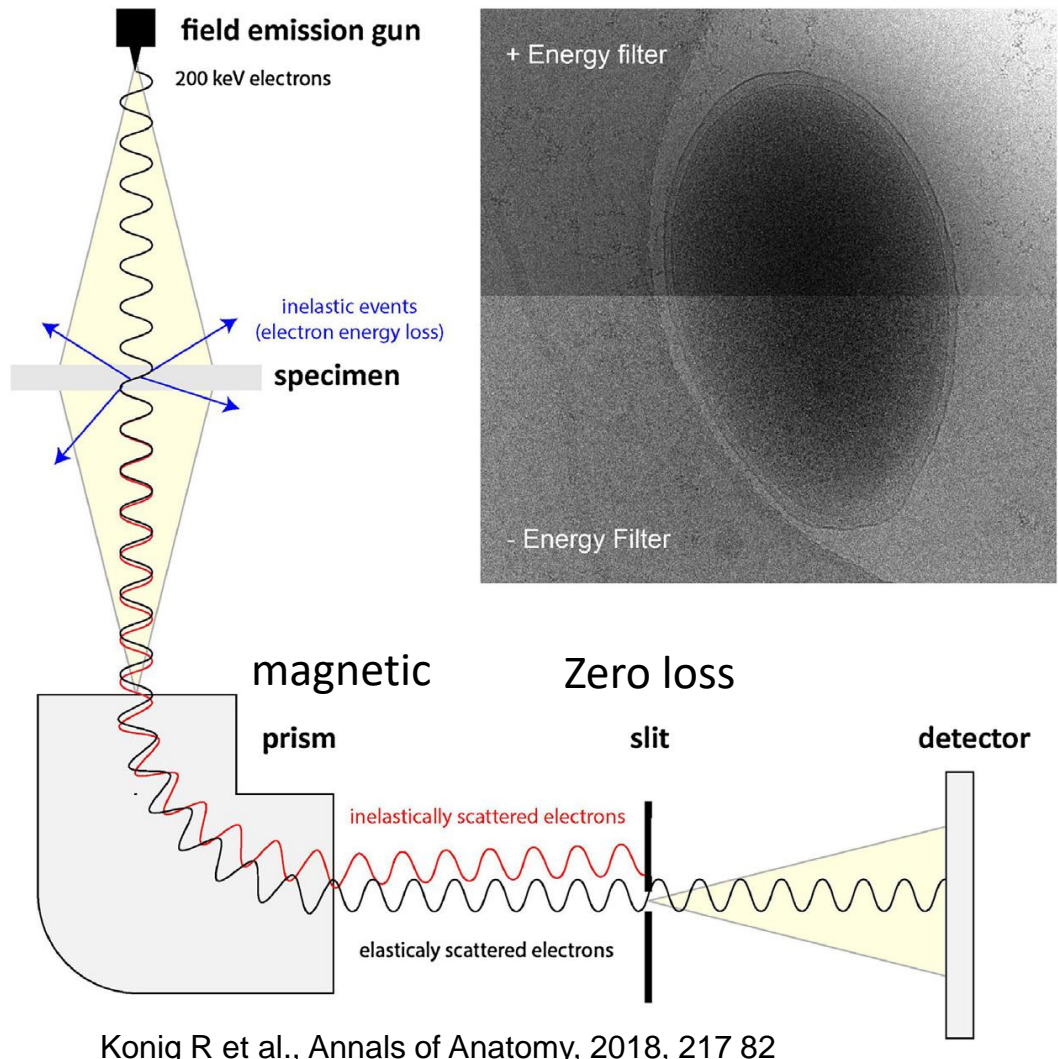 field emission gun
200 keV electrons
+ Energy filter
inelastic events
(electron energy loss)
specimen
- Energy Filter
magnetic
Zero loss
prism
slit
detector
inelastically scattered electrons
elasticaly scattered electrons
Konig R et al., Annals of Anatomy, 2018, 217 82